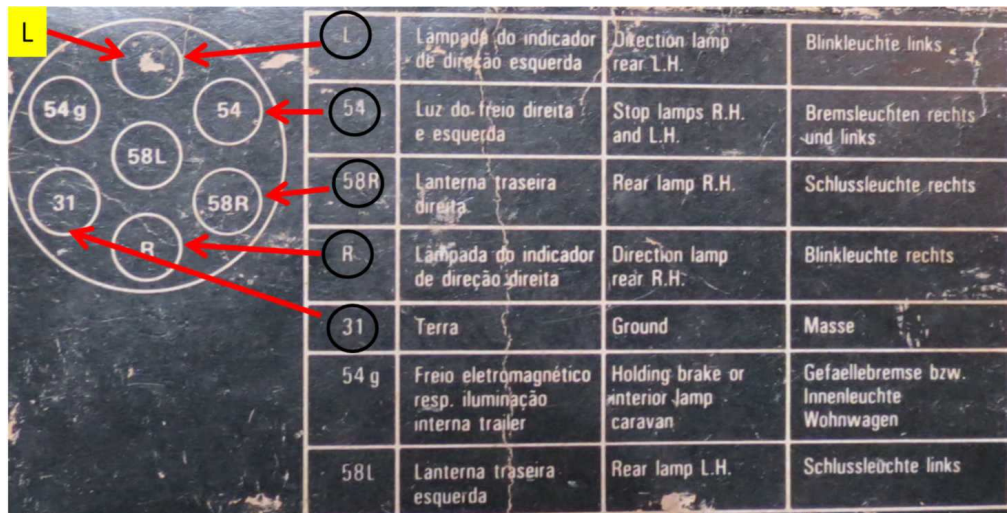 L
54 g
54
58L
31
58R
R
L
Lâmpada do indicador
de direção esquerda
Direction lamp
rear L.H.
Blinkleuchte links
54
Luz do freio direita
e esquerda
Stop lamps R.H.
and L.H.
Bremsleuchten rechts
und links
58R
Lanterna traseira
direita
Rear lamp R.H.
Schlussleuchte rechts
R
Lâmpada do indicador
de direção direita
Direction lamp
rear R.H.
Blinkleuchte rechts
31
Terra
Ground
Masse
54 g
Freio eletromagnético
resp. iluminação
interna trailer
Holding brake or
interior lamp
caravan
Gefaellebremse bzw.
Innenleuchte
Wohnwagen
58L
Lanterna traseira
esquerda
Rear lamp L.H.
Schlussleuchte links